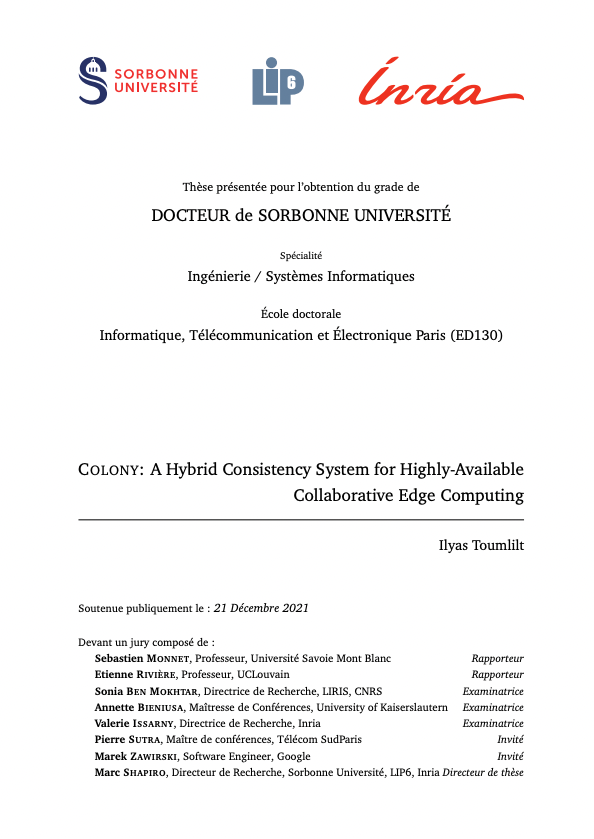 SORBONNE
UNIVERSITÉ
LIP6
Inria
Thèse présentée pour l'obtention du grade de
DOCTEUR de SORBONNE UNIVERSITÉ
Spécialité
Ingénierie / Systèmes Informatiques
École doctorale
Informatique, Télécommunication et Électronique Paris (ED130)
COLONY: A Hybrid Consistency System for Highly-Available
Collaborative Edge Computing
Ilyas Toumlilt
Soutenue publiquement le : 21 Décembre 2021
Devant un jury composé de :
Sebastien MONNET, Professeur, Université Savoie Mont Blanc Rapporteur
Etienne RIVIÈRE, Professeur, UCLouvain Rapporteur
Sonia BEN MOKHTAR, Directrice de Recherche, LIRIS, CNRS Examinatrice
Annette BIENIUSA, Maîtresse de Conférences, University of Kaiserslautern Examinatrice
Valerie ISSARNY, Directrice de Recherche, Inria Examinatrice
Pierre SUTRA, Maître de conférences, Télécom SudParis Invité
Marek ZAWIRSKI, Software Engineer, Google Invité
Marc SHAPIRO, Directeur de Recherche, Sorbonne Université, LIP6, Inria Directeur de thèse